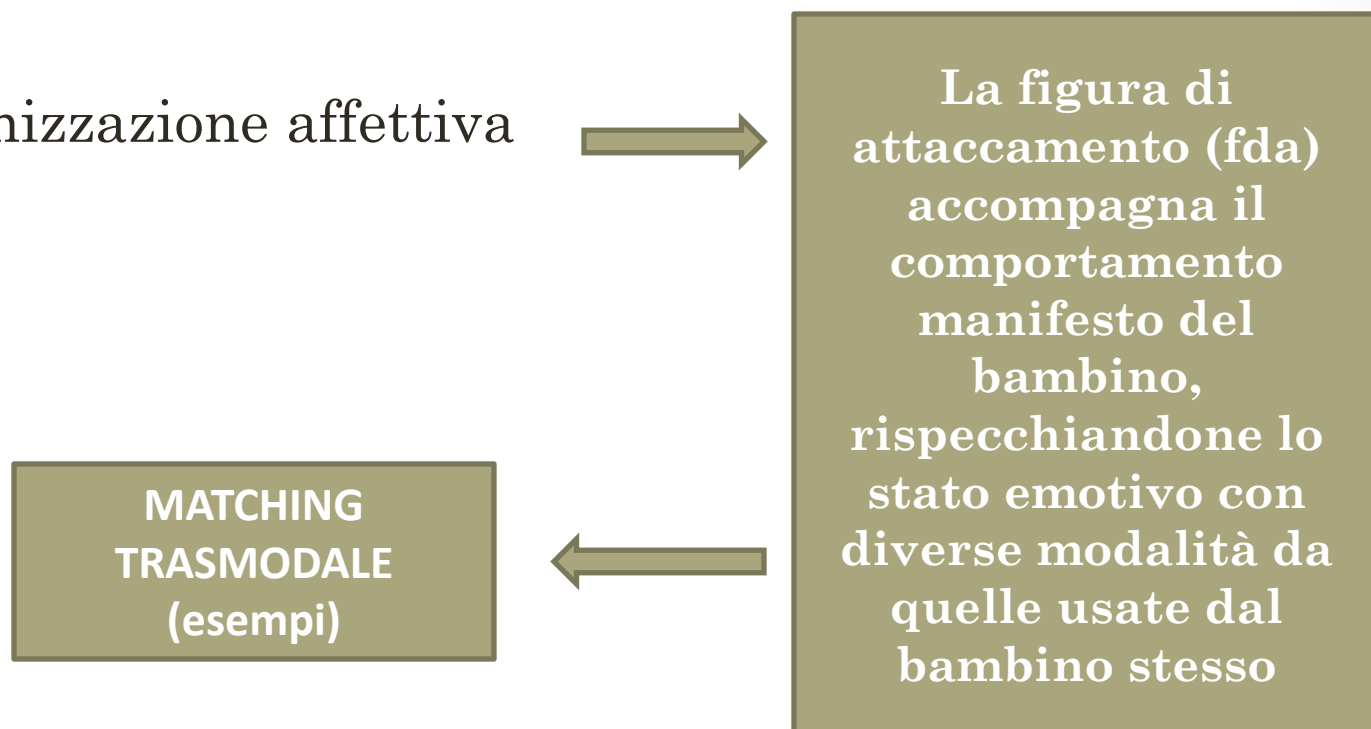 nizzazione affettiva
La figura di
attaccamento (fda)
accompagna il
comportamento
manifesto del
bambino,
rispecchiandone lo
stato emotivo con
diverse modalità da
quelle usate dal
bambino stesso
MATCHING
TRASMODALE
(esempi)